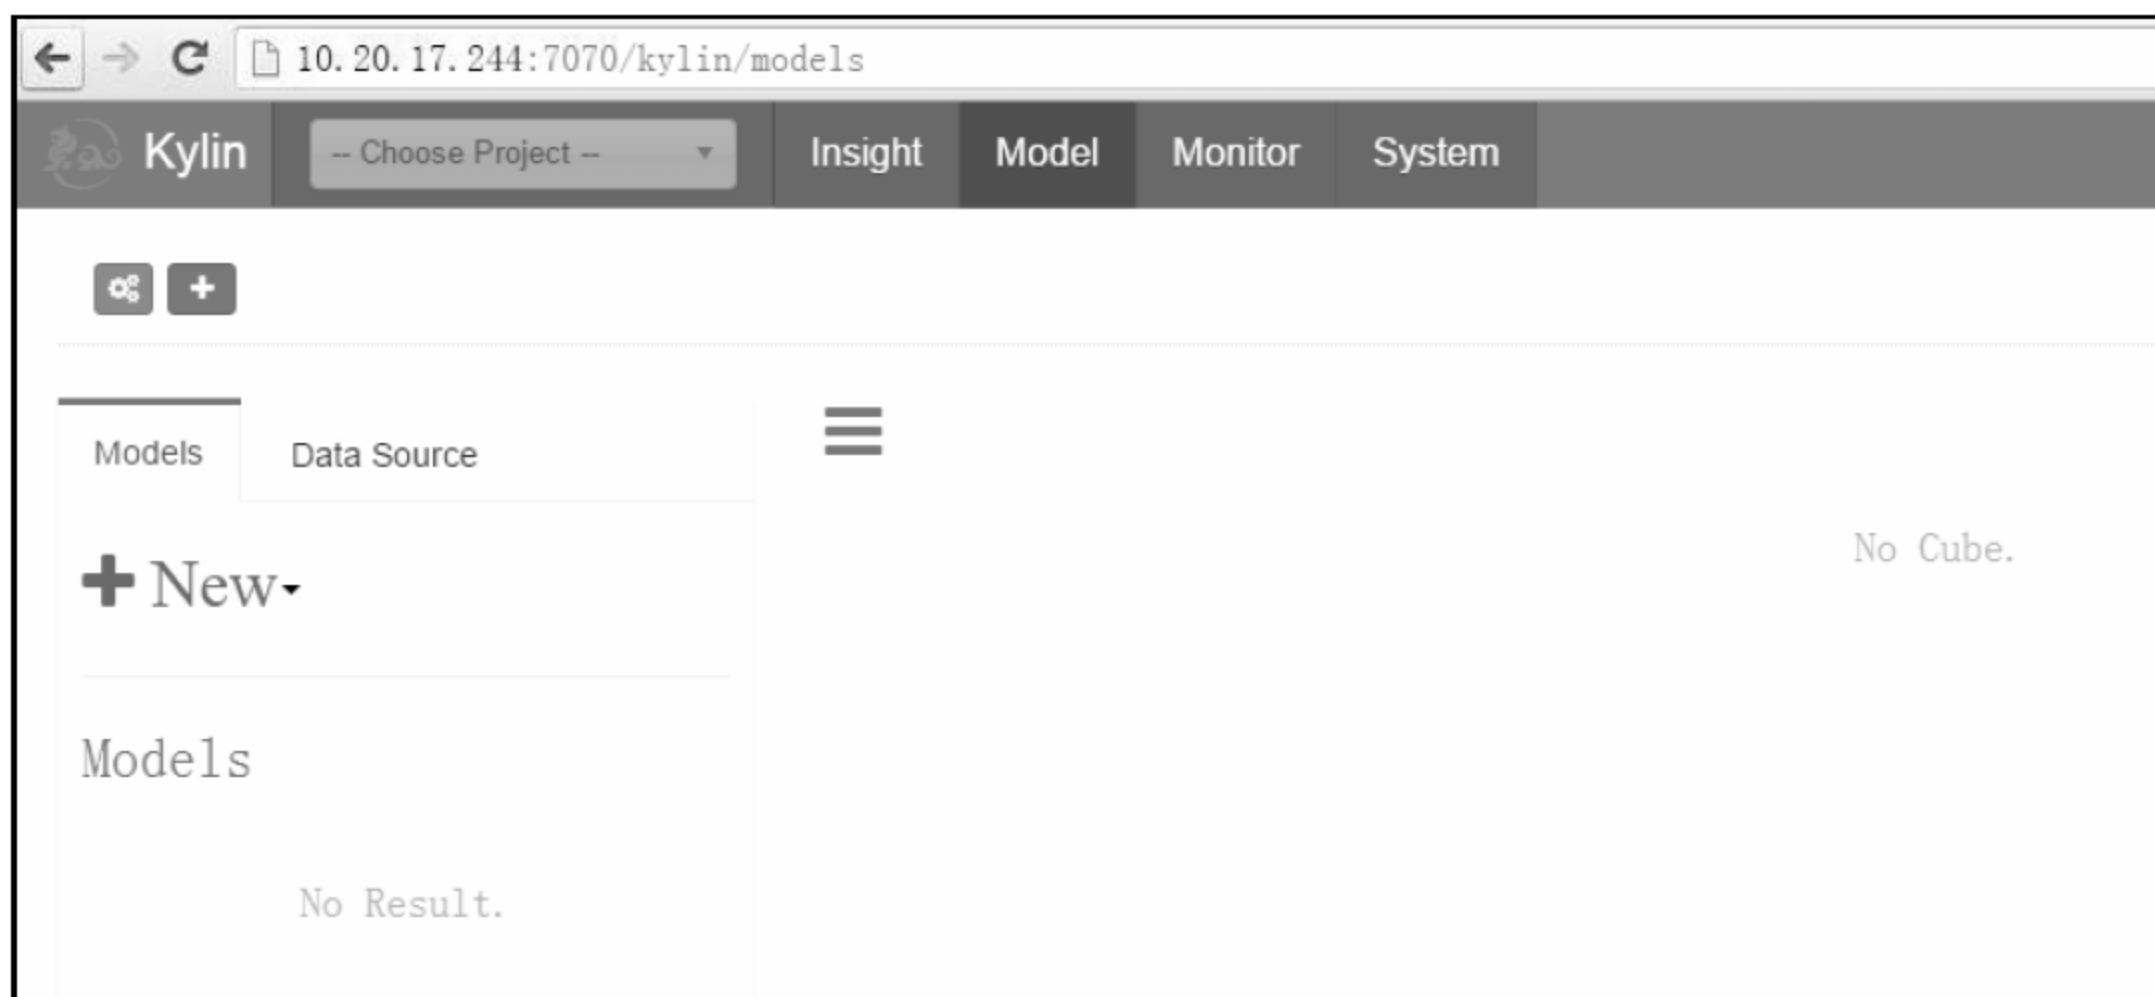 10.20.17.244:7070/kylin/models
Kylin -- Choose Project -- Insight Model Monitor System
Models Data Source
New
No Cube.
Models
No Result.